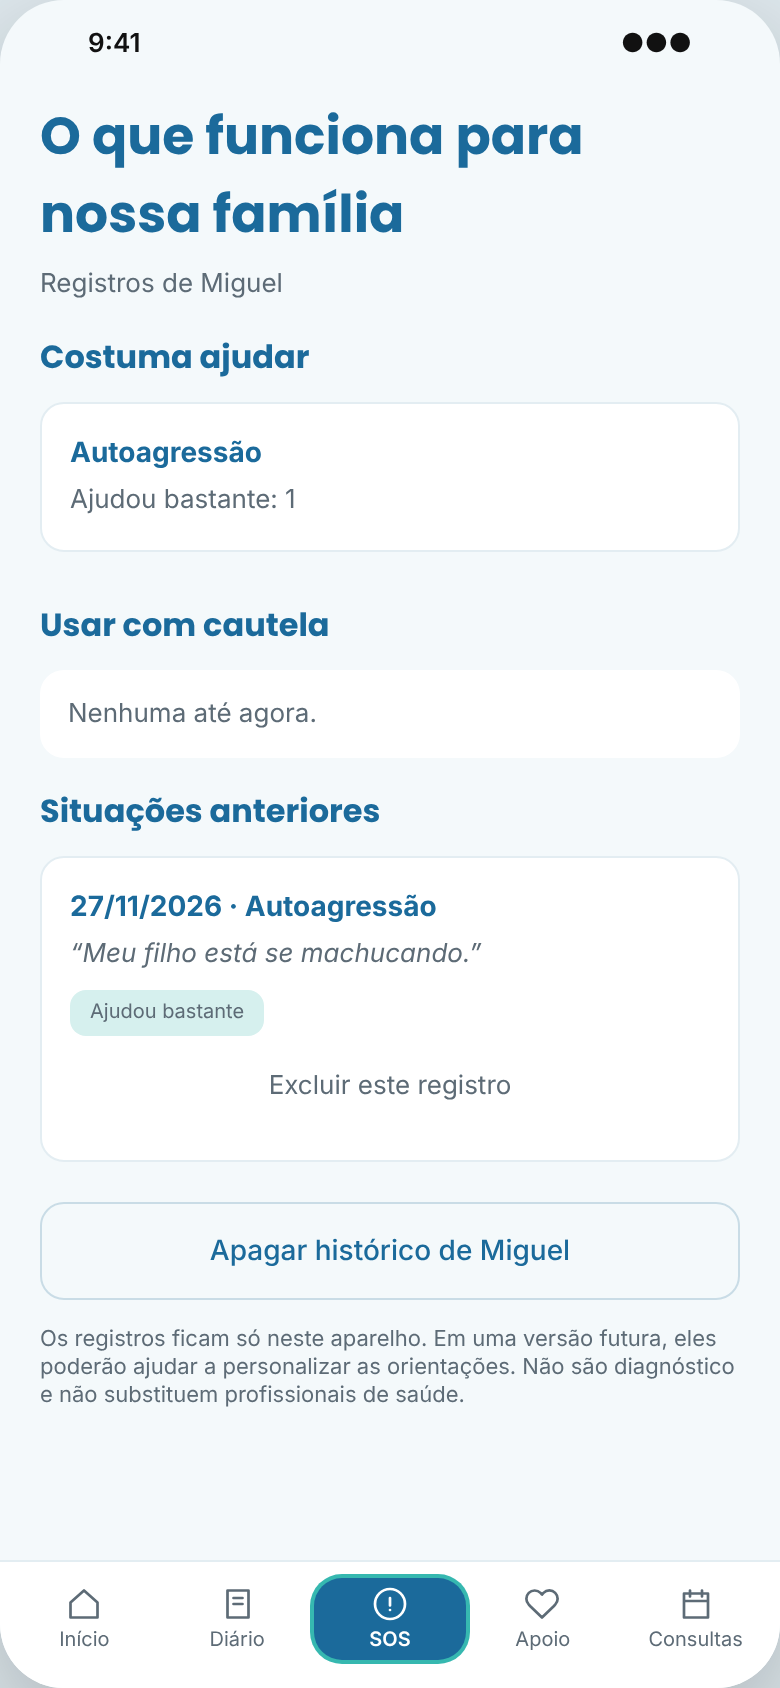 9:41
O que funciona para
nossa família
Registros de Miguel
Costuma ajudar
Autoagressão
Ajudou bastante: 1
Usar com cautela
Nenhuma até agora.
Situações anteriores
27/11/2026 · Autoagressão
“Meu filho está se machucando.”
Ajudou bastante
Excluir este registro
Apagar histórico de Miguel
Os registros ficam só neste aparelho. Em uma versão futura, eles
poderão ajudar a personalizar as orientações. Não são diagnóstico
e não substituem profissionais de saúde.
Início
Diário
SOS
Apoio
Consultas